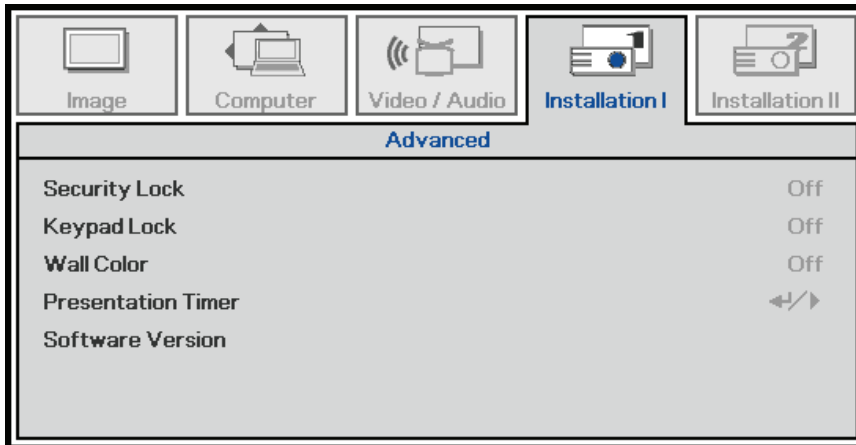 Image Computer Video / Audio Installation I Installation II
Advanced
Security Lock Off
Keypad Lock Off
Wall Color Off
Presentation Timer
Software Version